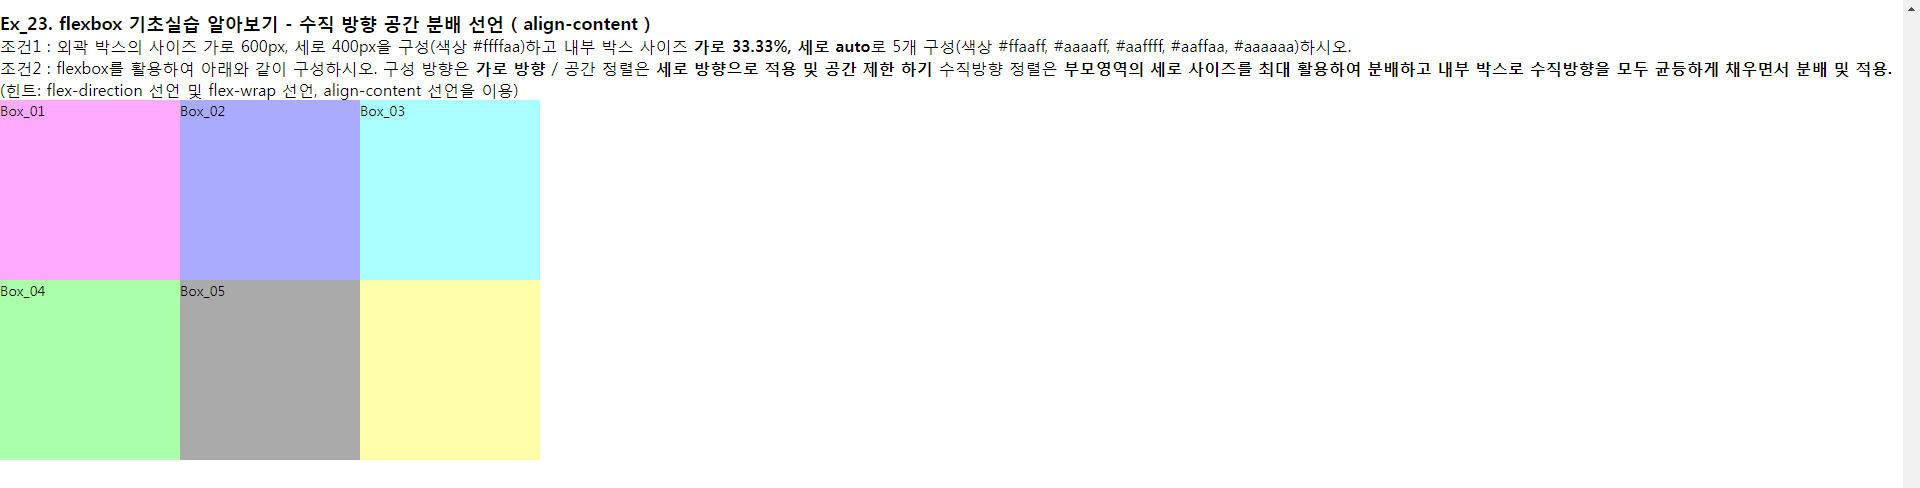 Ex_23. flexbox 기초실습 알아보기 - 수직 방향 공간 분배 선언 ( align-content )
조건1 : 외곽 박스의 사이즈 가로 600px, 세로 400px을 구성(색상 #ffffaa)하고 내부 박스 사이즈 가로 33.33%, 세로 auto로 5개 구성(색상 #ffaaff, #aaaaff, #aaffff, #aaffaa, #aaaaaa)하시오.
조건2 : flexbox를 활용하여 아래와 같이 구성하시오. 구성 방향은 가로 방향 / 공간 정렬은 세로 방향으로 적용 및 공간 제한 하기 수직방향 정렬은 부모영역의 세로 사이즈를 최대 활용하여 분배하고 내부 박스로 수직방향을 모두 균등하게 채우면서 분배 및 적용.
(힌트: flex-direction 선언 및 flex-wrap 선언, align-content 선언을 이용)
Box_01
Box_02
Box_03
Box_04
Box_05